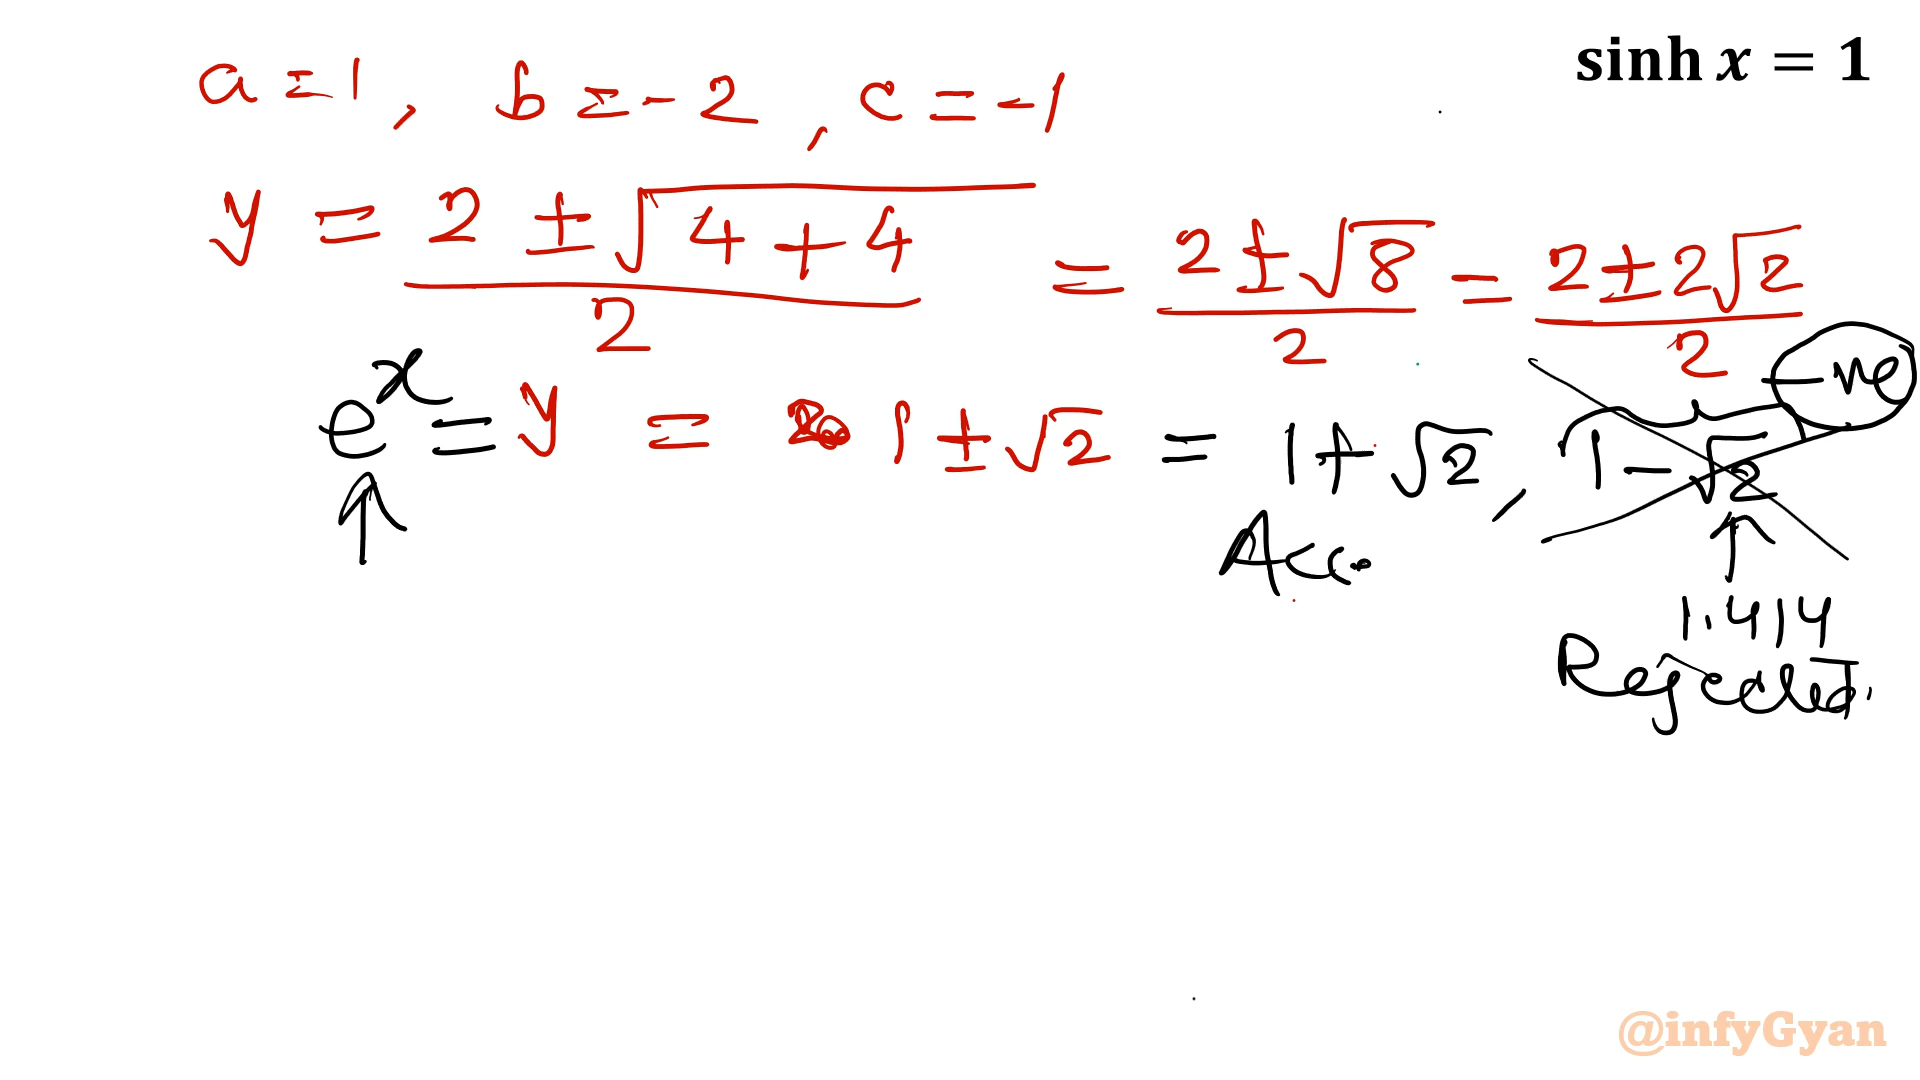 sinh x = 1
a = 1, b = -2, c = -1
y = (2 ± √(4 + 4))/2 = (2 ± √8)/2 = (2 ± 2√2)/2
-ve
e^x = y = 1 ± √2 = 1 + √2, 1 - √2
Acce
1.414
Rejected.
@infyGyan